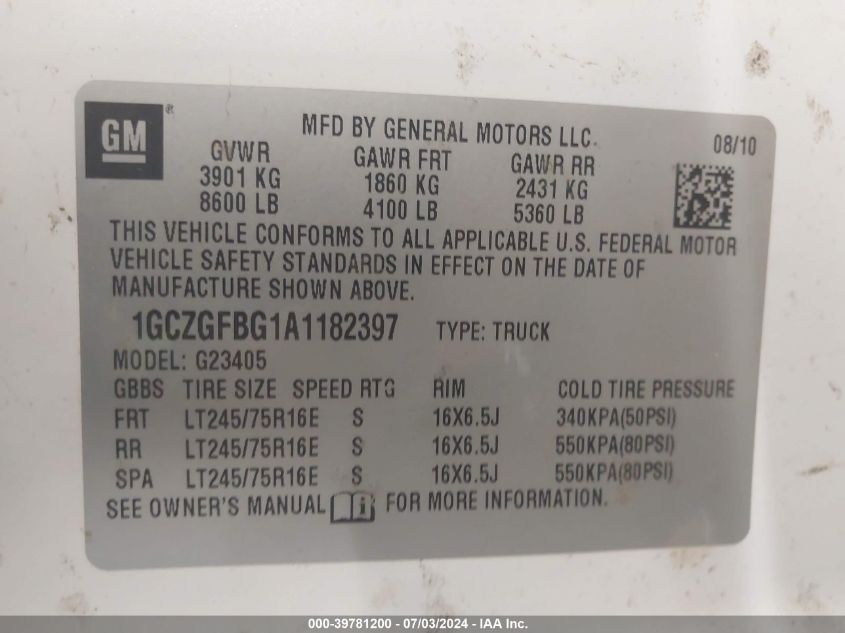 GM ®
MFD BY GENERAL MOTORS LLC.
08/10
GVWR GAWR FRT GAWR RR
3901 KG 1860 KG 2431 KG
8600 LB 4100 LB 5360 LB
THIS VEHICLE CONFORMS TO ALL APPLICABLE U.S. FEDERAL MOTOR
VEHICLE SAFETY STANDARDS IN EFFECT ON THE DATE OF
MANUFACTURE SHOWN ABOVE.
1GCZGFBG1A1182397 TYPE: TRUCK
MODEL: G23405
GBBS TIRE SIZE SPEED RTG RIM COLD TIRE PRESSURE
FRT LT245/75R16E S 16X6.5J 340KPA(50PSI)
RR LT245/75R16E S 16X6.5J 550KPA(80PSI)
SPA LT245/75R16E S 16X6.5J 550KPA(80PSI)
SEE OWNER'S MANUAL i FOR MORE INFORMATION.
000-39781200 - 07/03/2024 - IAA Inc.